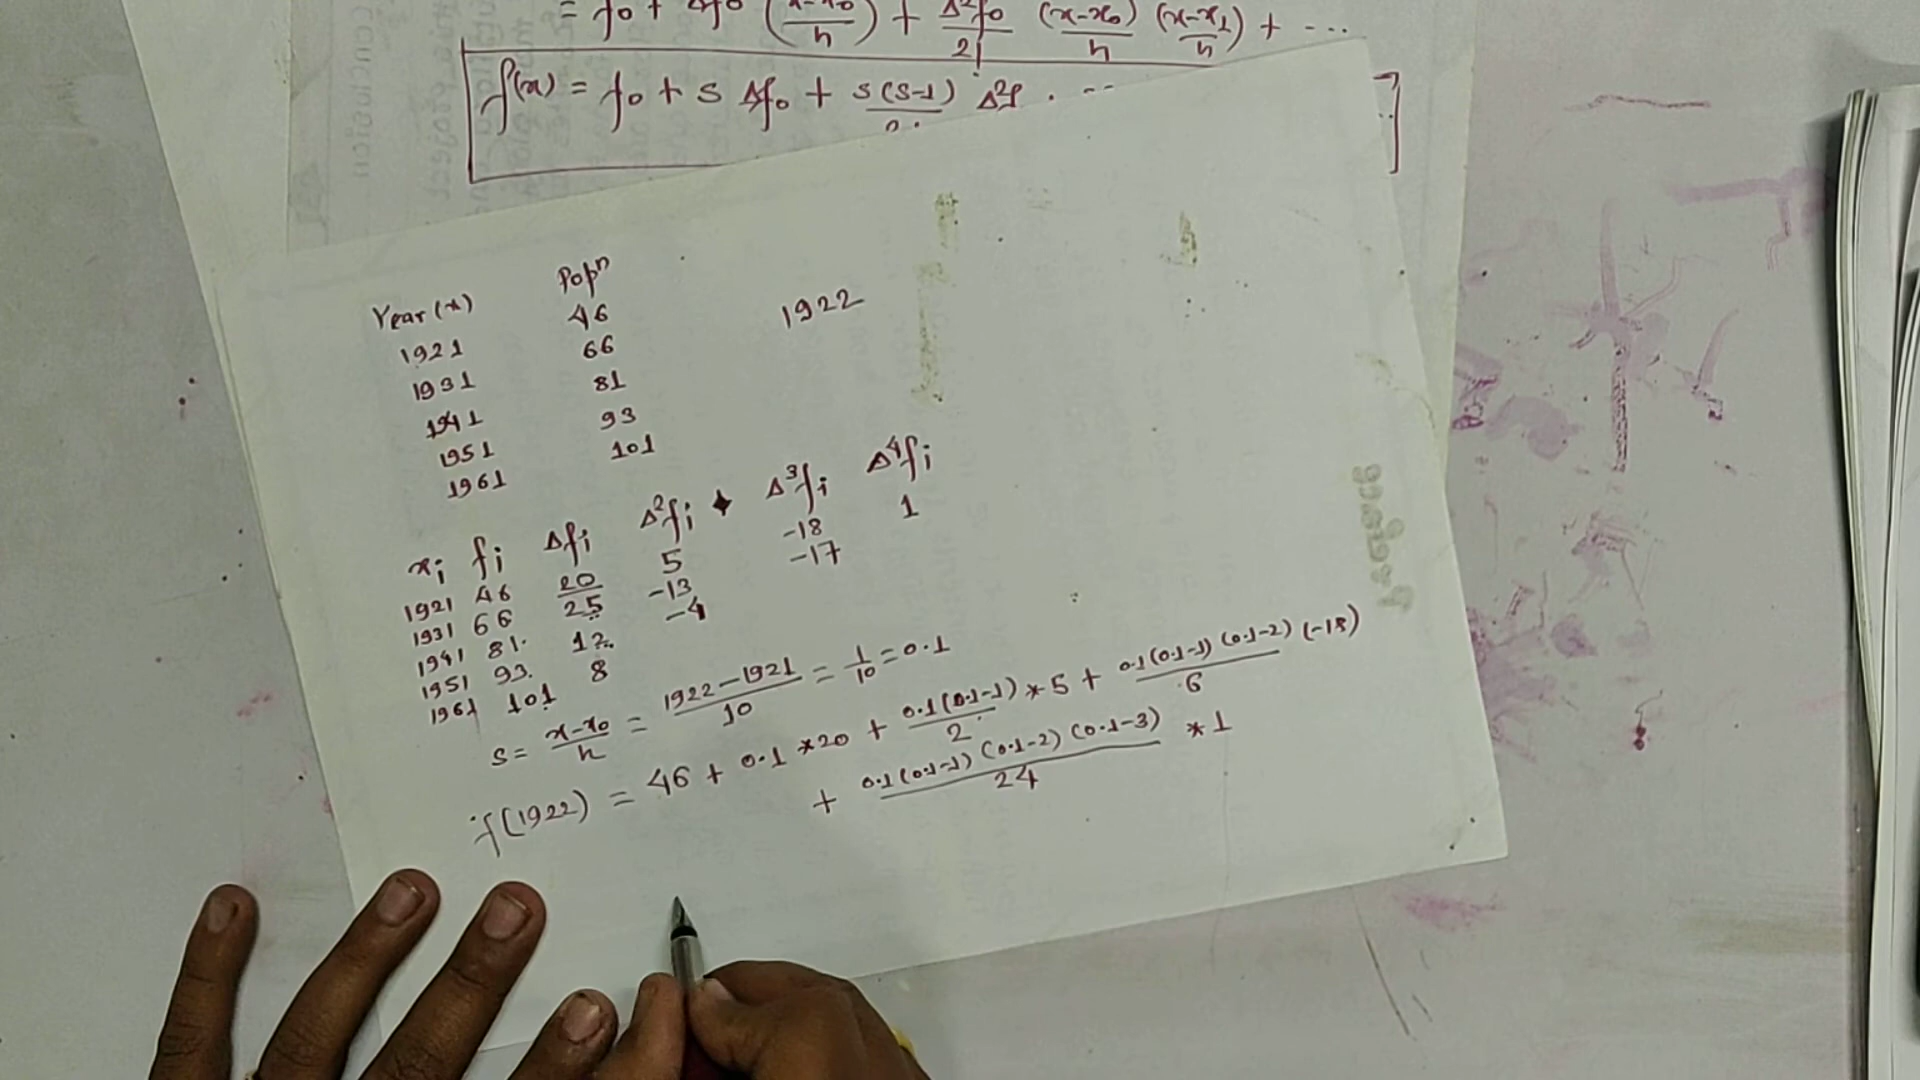 = f₀ + Δf₀ (x-x₀)/h + Δ²f₀/2! (x-x₀)/h (x-x₁)/h + ...
f(x) = f₀ + s Δf₀ + s(s-1)/2! Δ²f . --
Year (x) Popⁿ
1921 46 1922
1931 66
1941 81
1951 93
1961 101
xᵢ fᵢ Δfᵢ Δ²fᵢ Δ³fᵢ Δ⁴fᵢ
1921 46 20 5 -18 1
1931 66 25 -13 -17
1941 81. 12 -4
1951 93. 8
1961 101
s = (x-x₀)/h = (1922-1921)/10 = 1/10 = 0.1
f(1922) = 46 + 0.1 *20 + 0.1(0.1-1)/2 *5 + 0.1(0.1-1)(0.1-2)/6 (-18)
+ 0.1(0.1-1)(0.1-2)(0.1-3)/24 *1